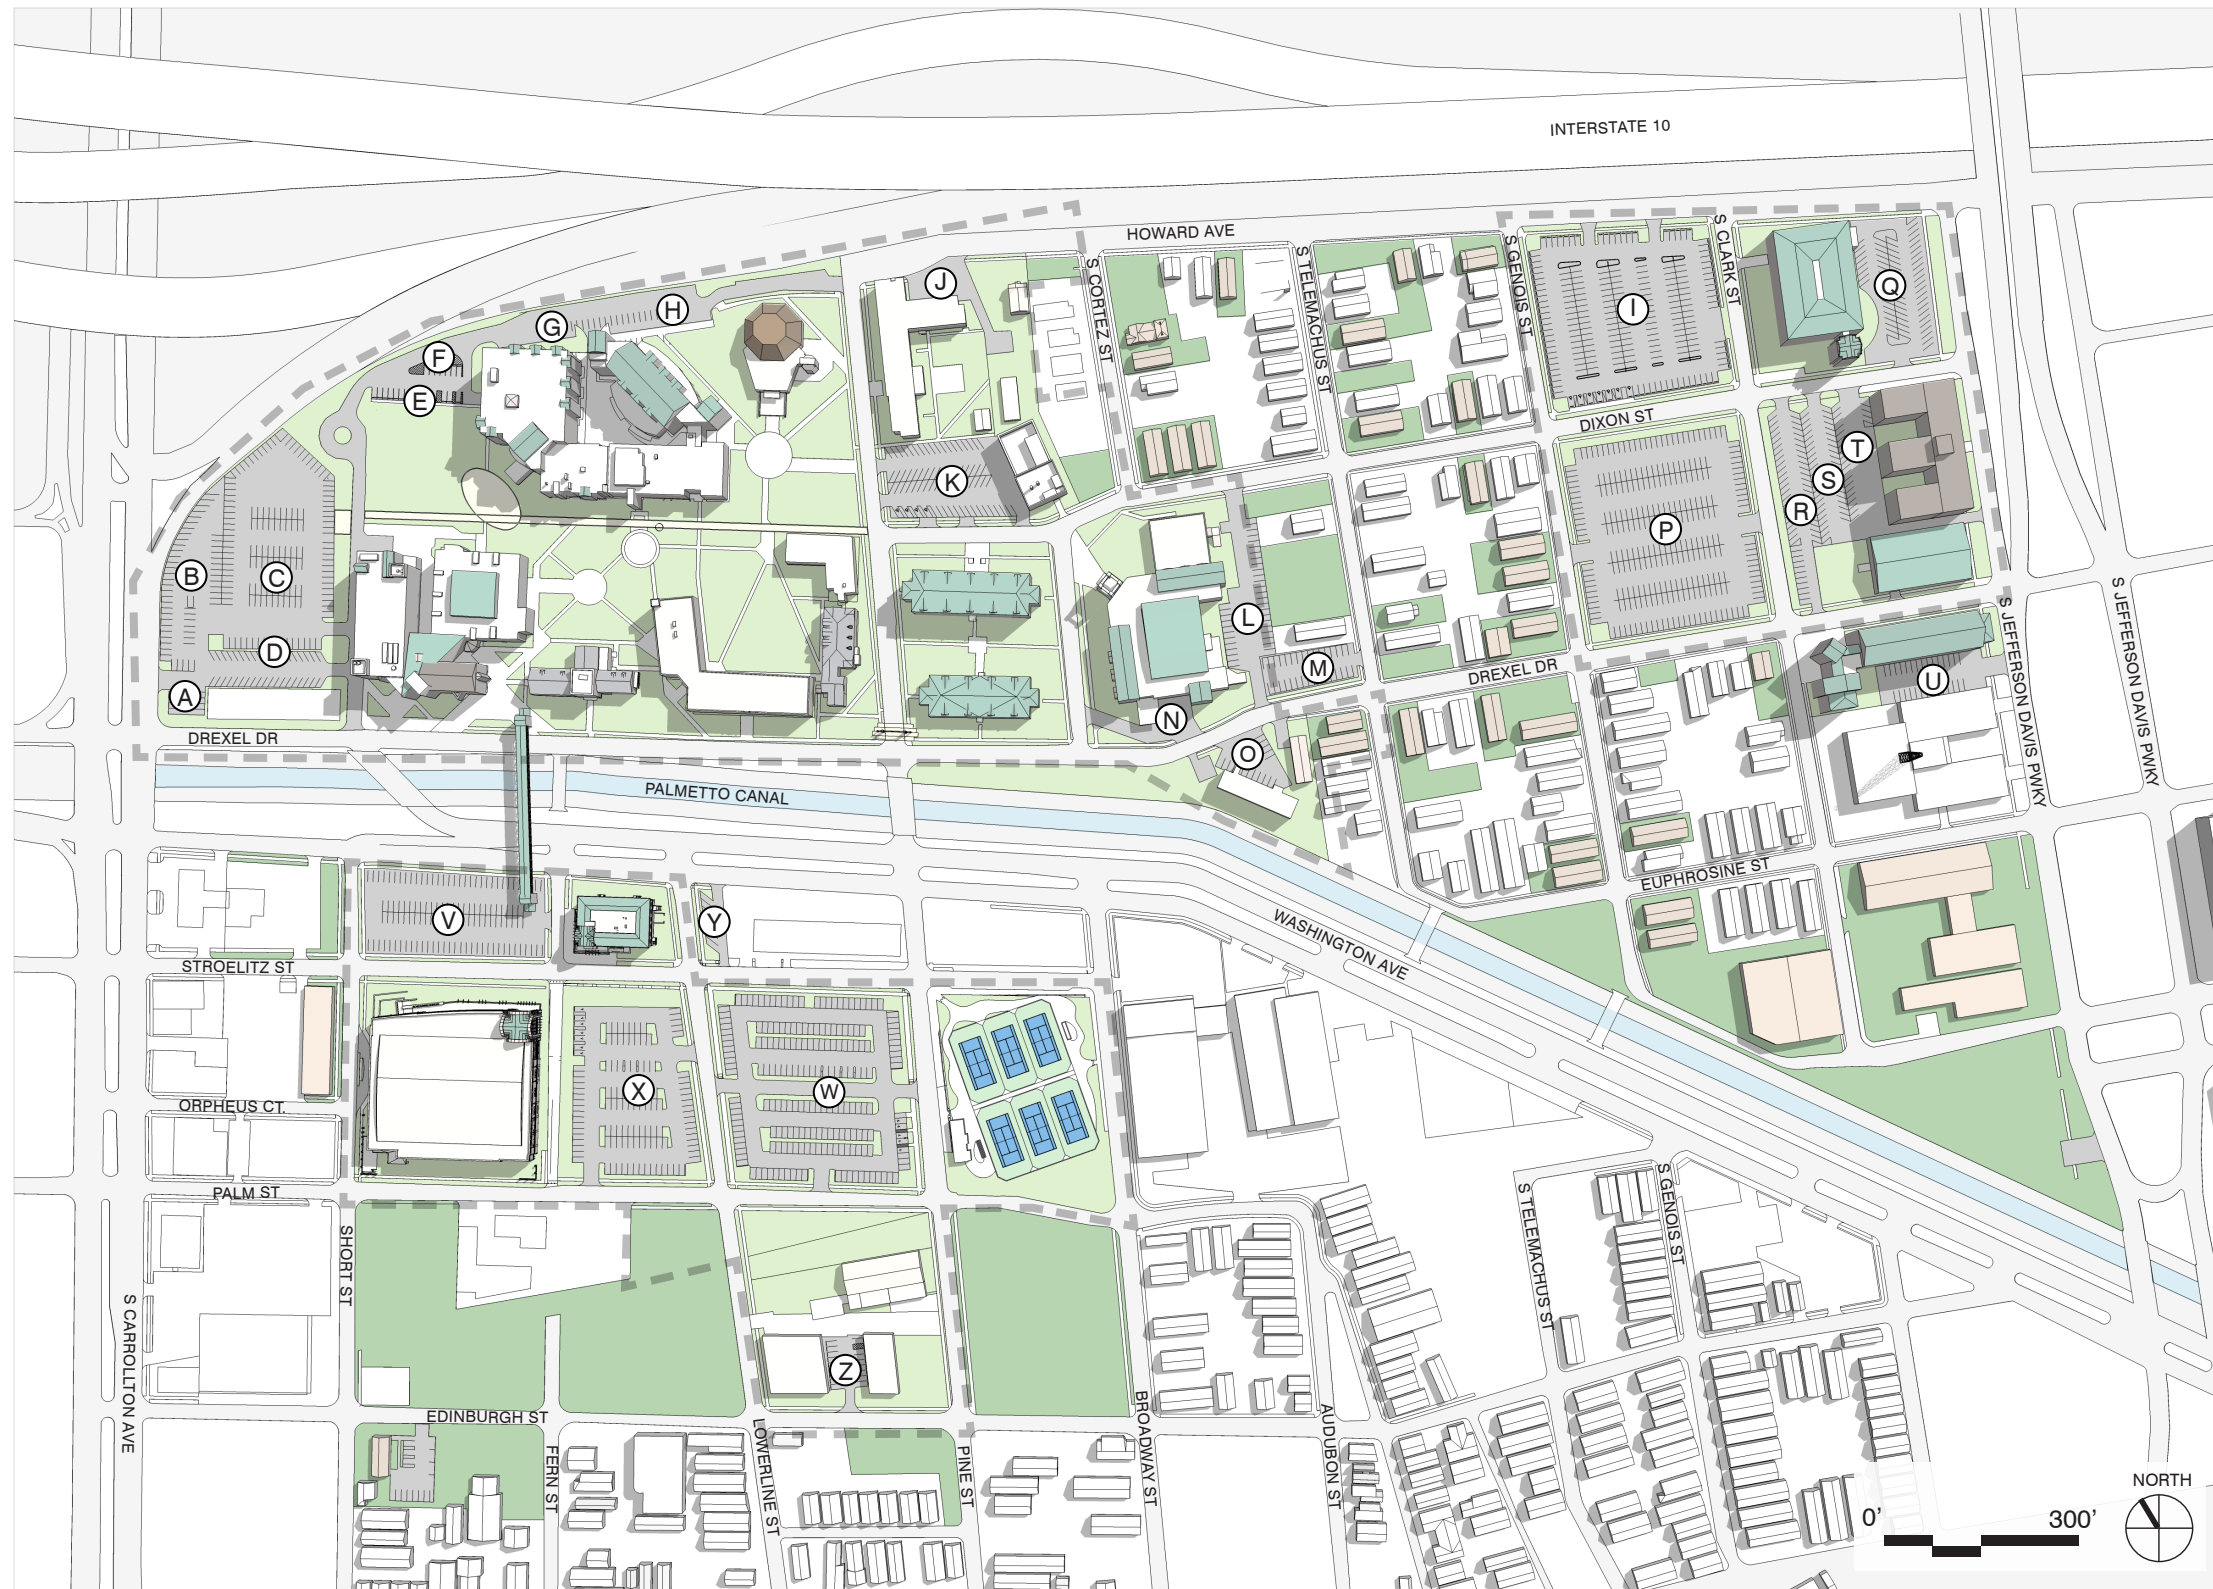 INTERSTATE 10
HOWARD AVE
S CORTEZ ST
S TELEMACHUS ST
S GENOIS ST
S CLARK ST
J
Q
H
I
G
F
E
DIXON ST
T
K
S
R
P
B
C
L
D
M
DREXEL DR
U
A
S JEFFERSON DAVIS PWKY
S JEFFERSON DAVIS PWKY
N
DREXEL DR
O
PALMETTO CANAL
EUPHROSINE ST
V
Y
WASHINGTON AVE
STROELITZ ST
X
W
ORPHEUS CT.
PALM ST
SHORT ST
S TELEMACHUS ST
S GENOIS ST
S CARROLLTON AVE
Z
EDINBURGH ST
FERN ST
LOWERLINE ST
PINE ST
BROADWAY ST
AUDUBON ST
NORTH
0' 300'